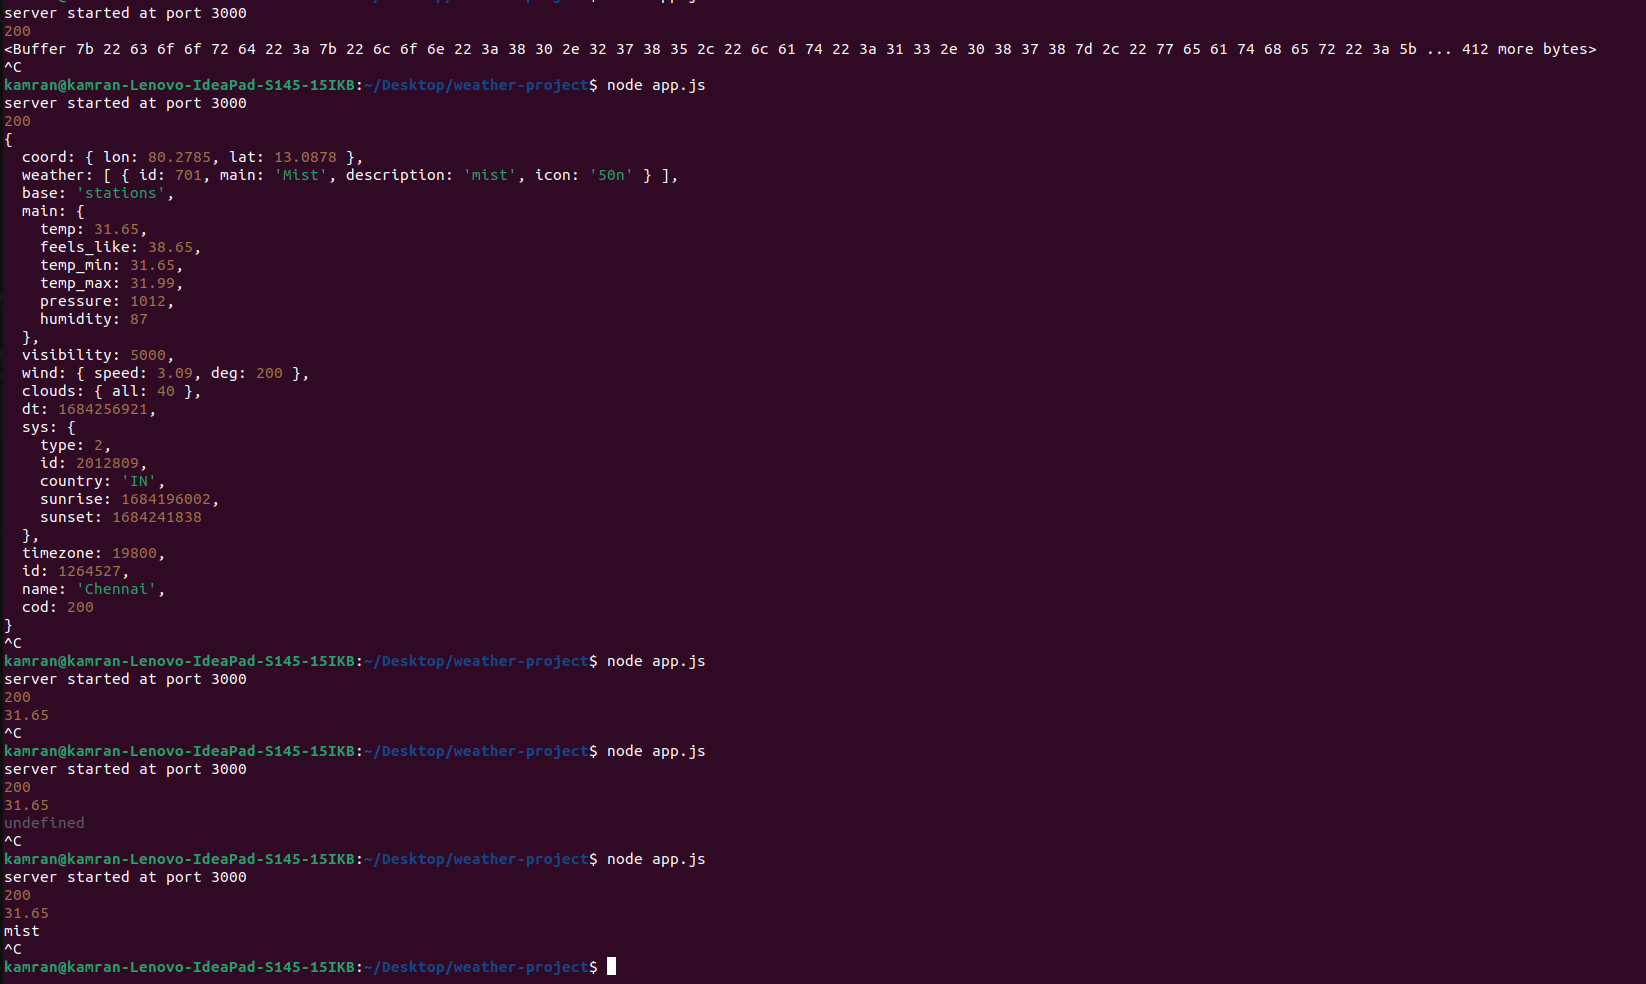 server started at port 3000
200
<Buffer 7b 22 63 6f 6f 72 64 22 3a 7b 22 6c 6f 6e 22 3a 38 30 2e 32 37 38 35 2c 22 6c 61 74 22 3a 31 33 2e 30 38 37 38 7d 2c 22 77 65 61 74 68 65 72 22 3a 5b ... 412 more bytes>
^C
kamran@kamran-Lenovo-IdeaPad-S145-15IKB:~/Desktop/weather-project$ node app.js
server started at port 3000
200
{
  coord: { lon: 80.2785, lat: 13.0878 },
  weather: [ { id: 701, main: 'Mist', description: 'mist', icon: '50n' } ],
  base: 'stations',
  main: {
    temp: 31.65,
    feels_like: 38.65,
    temp_min: 31.65,
    temp_max: 31.99,
    pressure: 1012,
    humidity: 87
  },
  visibility: 5000,
  wind: { speed: 3.09, deg: 200 },
  clouds: { all: 40 },
  dt: 1684256921,
  sys: {
    type: 2,
    id: 2012809,
    country: 'IN',
    sunrise: 1684196002,
    sunset: 1684241838
  },
  timezone: 19800,
  id: 1264527,
  name: 'Chennai',
  cod: 200
}
^C
kamran@kamran-Lenovo-IdeaPad-S145-15IKB:~/Desktop/weather-project$ node app.js
server started at port 3000
200
31.65
^C
kamran@kamran-Lenovo-IdeaPad-S145-15IKB:~/Desktop/weather-project$ node app.js
server started at port 3000
200
31.65
undefined
^C
kamran@kamran-Lenovo-IdeaPad-S145-15IKB:~/Desktop/weather-project$ node app.js
server started at port 3000
200
31.65
mist
^C
kamran@kamran-Lenovo-IdeaPad-S145-15IKB:~/Desktop/weather-project$